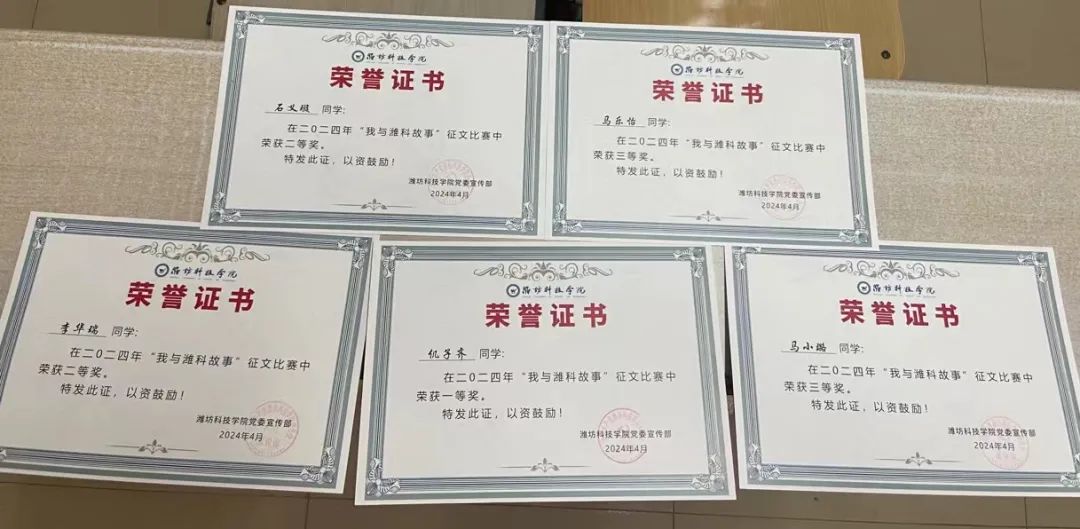 潍坊科技学院
荣誉证书
石义媫 同学:
在二〇二四年“我与潍科故事”征文比赛中
荣获二等奖。
特发此证，以资鼓励！
潍坊科技学院党委宣传部
2024年4月
潍坊科技学院
荣誉证书
马乐怡 同学:
在二〇二四年“我与潍科故事”征文比赛中
荣获三等奖。
特发此证，以资鼓励！
潍坊科技学院党委宣传部
2024年4月
潍坊科技学院
荣誉证书
李华瑞 同学:
在二〇二四年“我与潍科故事”征文比赛中
荣获二等奖。
特发此证，以资鼓励！
潍坊科技学院党委宣传部
2024年4月
潍坊科技学院
荣誉证书
仉子齐 同学:
在二〇二四年“我与潍科故事”征文比赛中
荣获一等奖。
特发此证，以资鼓励！
潍坊科技学院党委宣传部
2024年4月
潍坊科技学院
荣誉证书
马小璐 同学:
在二〇二四年“我与潍科故事”征文比赛中
荣获三等奖。
特发此证，以资鼓励！
潍坊科技学院党委宣传部
2024年4月